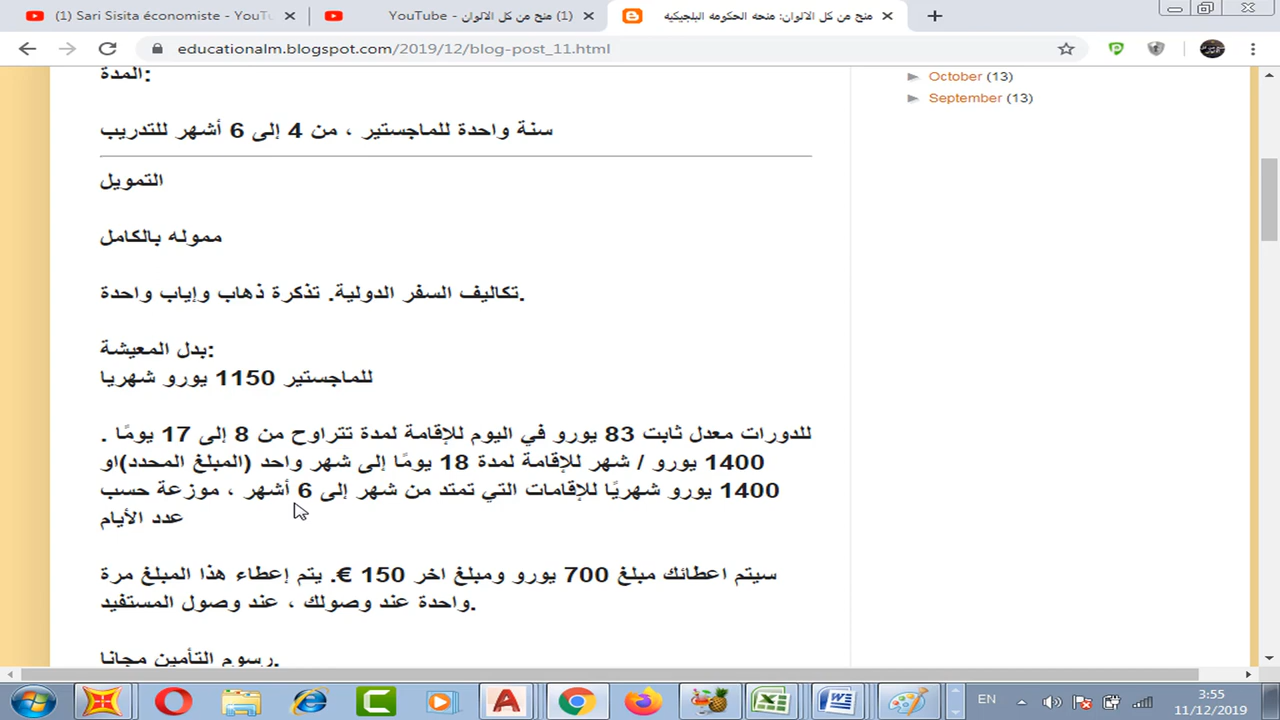 (1) Sari Sisita économiste - YouTu
(1) منح من كل الالوان - YouTube
منح من كل الالوان: منحه الحكومه البلجيكيه
educationalm.blogspot.com/2019/12/blog-post_11.html
المدة:
October (13)
September (13)
سنة واحدة للماجستير ، من 4 إلى 6 أشهر للتدريب
التمويل
مموله بالكامل
تكاليف السفر الدولية. تذكرة ذهاب وإياب واحدة.
بدل المعيشة:
للماجستير 1150 يورو شهريا
للدورات معدل ثابت 83 يورو في اليوم للإقامة لمدة تتراوح من 8 إلى 17 يومًا .
1400 يورو / شهر للإقامة لمدة 18 يومًا إلى شهر واحد (المبلغ المحدد)او
1400 يورو شهريًا للإقامات التي تمتد من شهر إلى 6 أشهر ، موزعة حسب
عدد الأيام
سيتم اعطائك مبلغ 700 يورو ومبلغ اخر 150 €. يتم إعطاء هذا المبلغ مرة
واحدة عند وصولك ، عند وصول المستفيد.
رسوم التأمين مجانا.
EN
3:55
11/12/2019